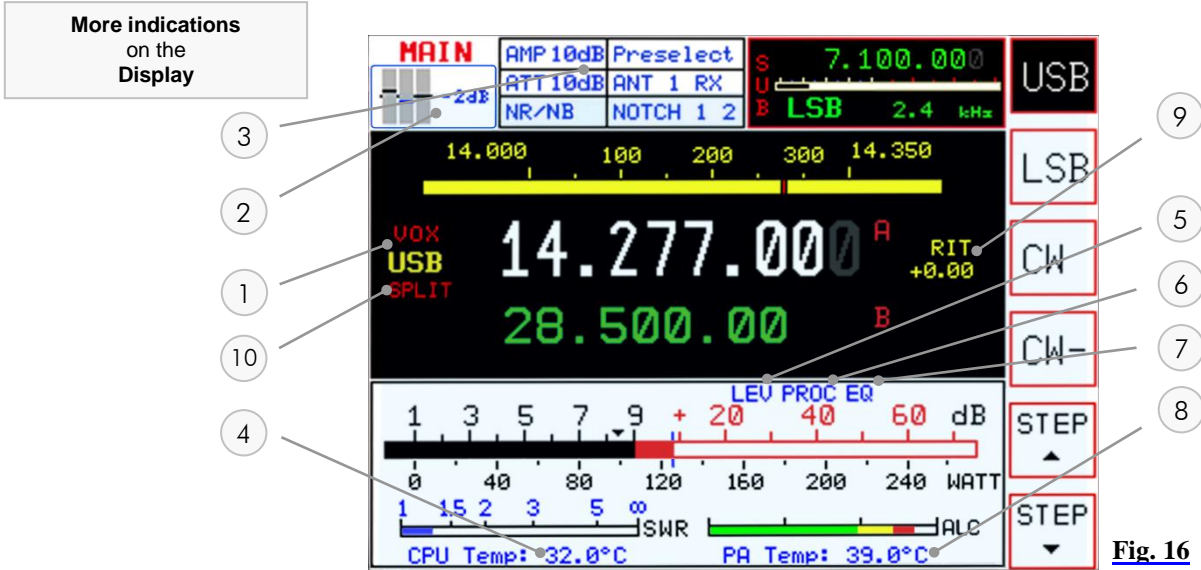 More indications
on the
Display
MAIN
-2dB
AMP 10dB Preselect
ATT 10dB ANT 1 RX
NR/NB NOTCH 1 2
SUB
7.100.000
LSB 2.4 kHz
USB
LSB
CW
CW-
STEP
STEP
14.000 100 200 300 14.350
VOX
USB
SPLIT
14.277.000 A
RIT
+0.00
28.500.00 B
LEV PROC EQ
1 3 5 7 9 + 20 40 60 dB
0 40 80 120 160 200 240 WATT
1 1.5 2 3 5 ∞
SWR
ALC
CPU Temp: 32.0°C PA Temp: 39.0°C
3
2
1
10
4
9
5
6
7
8
Fig. 16